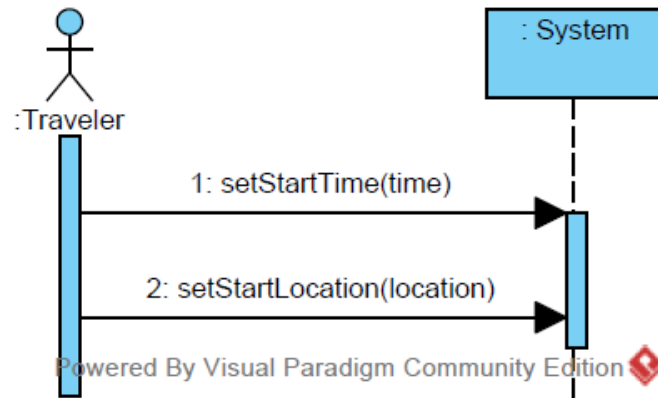 : System
:Traveler
1: setStartTime(time)
2: setStartLocation(location)
Powered By Visual Paradigm Community Edition